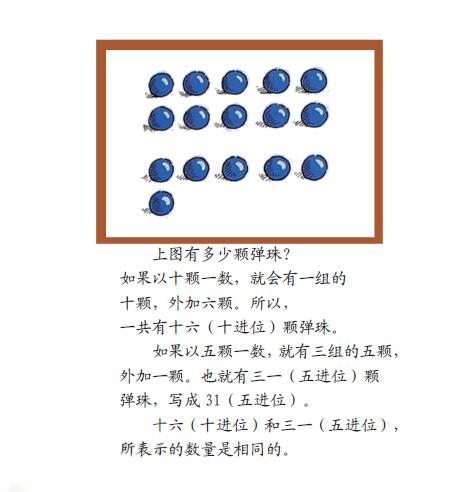 上图有多少颗弹珠?
如果以十颗一数，就会有一组的
十颗，外加六颗。所以，
一共有十六（十进位）颗弹珠。
如果以五颗一数，就有三组的五颗，
外加一颗。也就有三一（五进位）颗
弹珠，写成 31（五进位）。
十六（十进位）和三一（五进位），
所表示的数量是相同的。